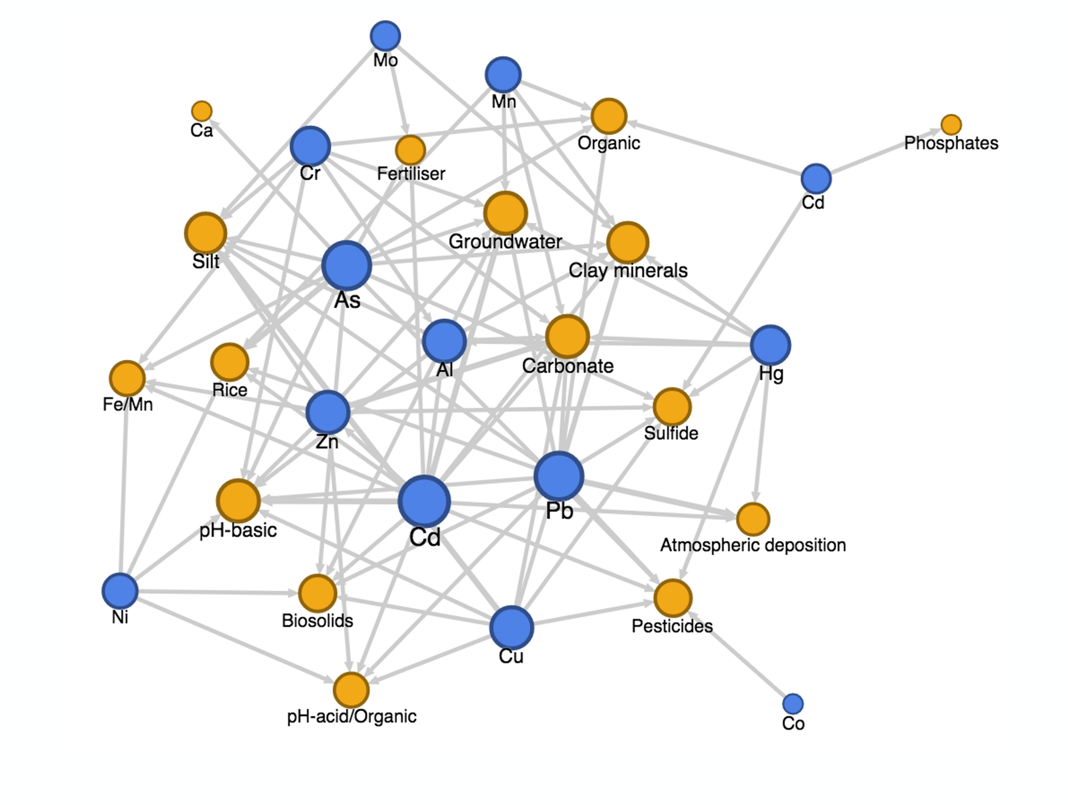 Mo
Mn
Ca
Organic
Phosphates
Cr
Fertiliser
Cd
Groundwater
Silt
Clay minerals
As
Carbonate
Al
Hg
Rice
Fe/Mn
Sulfide
Zn
Pb
pH-basic
Cd
Atmospheric deposition
Ni
Biosolids
Pesticides
Cu
pH-acid/Organic
Co